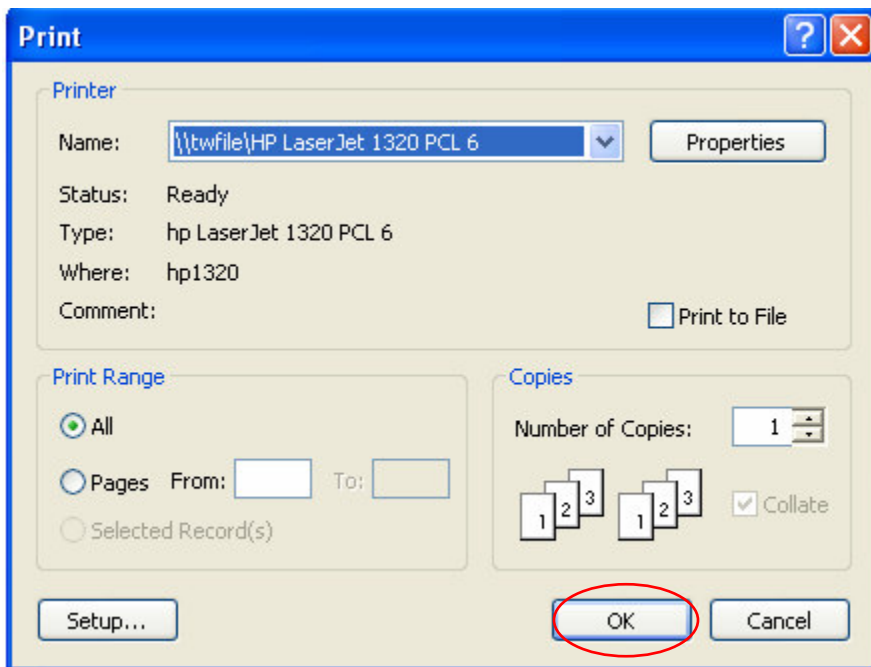 Print
Printer
Name: \\twfile\HP LaserJet 1320 PCL 6 Properties
Status: Ready
Type: hp LaserJet 1320 PCL 6
Where: hp1320
Comment:
Print to File
Print Range
All
Pages From: To:
Selected Record(s)
Copies
Number of Copies: 1
1 2 3 1 2 3
Collate
Setup... OK Cancel